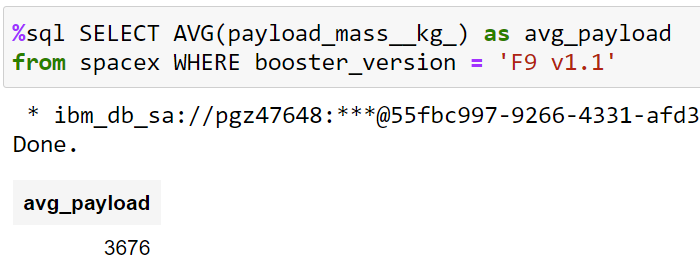 %sql SELECT AVG(payload_mass__kg_) as avg_payload
from spacex WHERE booster_version = 'F9 v1.1'
* ibm_db_sa://pgz47648:***@55fbc997-9266-4331-afd3
Done.
avg_payload
3676